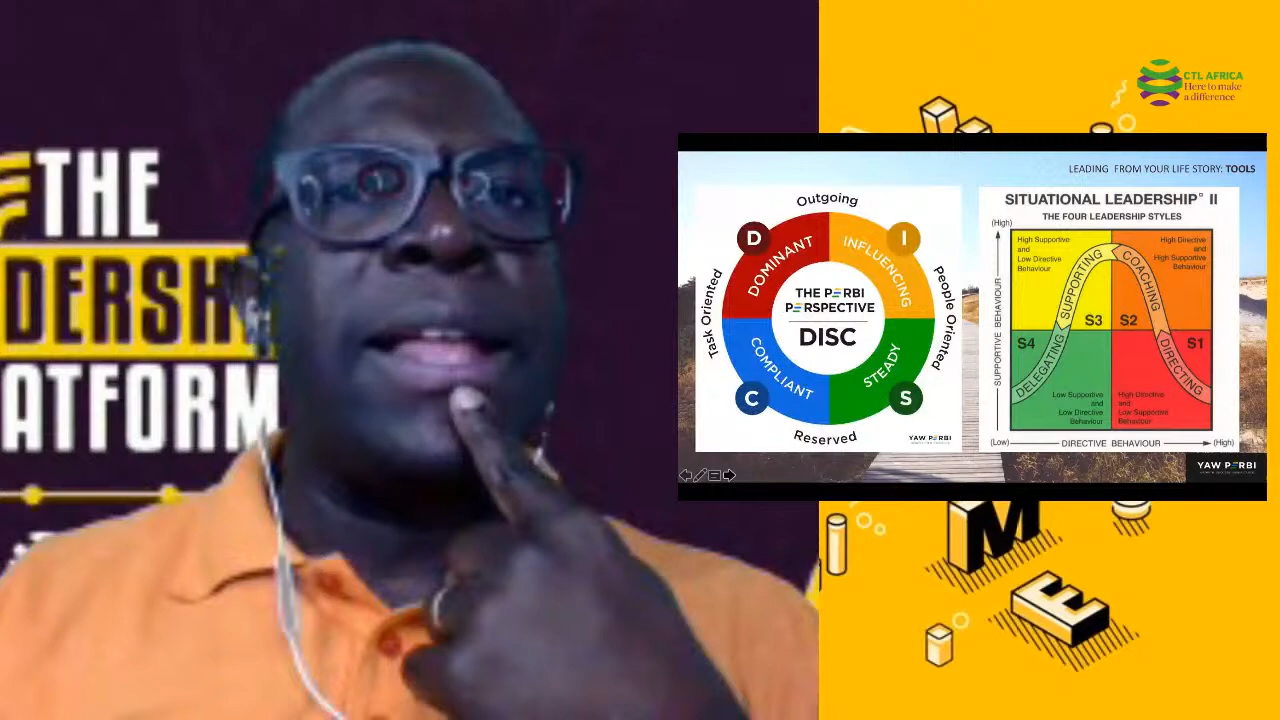 THE
DERSH
ATFORM
CTL AFRICA
Here to make
a difference
LEADING FROM YOUR LIFE STORY: TOOLS
Outgoing
D
I
DOMINANT
INFLUENCING
Task Oriented
People Oriented
THE PERBI
PERSPECTIVE
DISC
COMPLIANT
STEADY
C
S
Reserved
YAW PERBI
SITUATIONAL LEADERSHIP® II
THE FOUR LEADERSHIP STYLES
(High)
High Supportive
and
Low Directive
Behaviour
High Directive
and
High Supportive
Behaviour
SUPPORTING
COACHING
S3
S2
S4
S1
DELEGATING
DIRECTING
SUPPORTIVE BEHAVIOUR
Low Supportive
and
Low Directive
Behaviour
High Directive
and
Low Supportive
Behaviour
(Low)
DIRECTIVE BEHAVIOUR
(High)
YAW PERBI
M
E